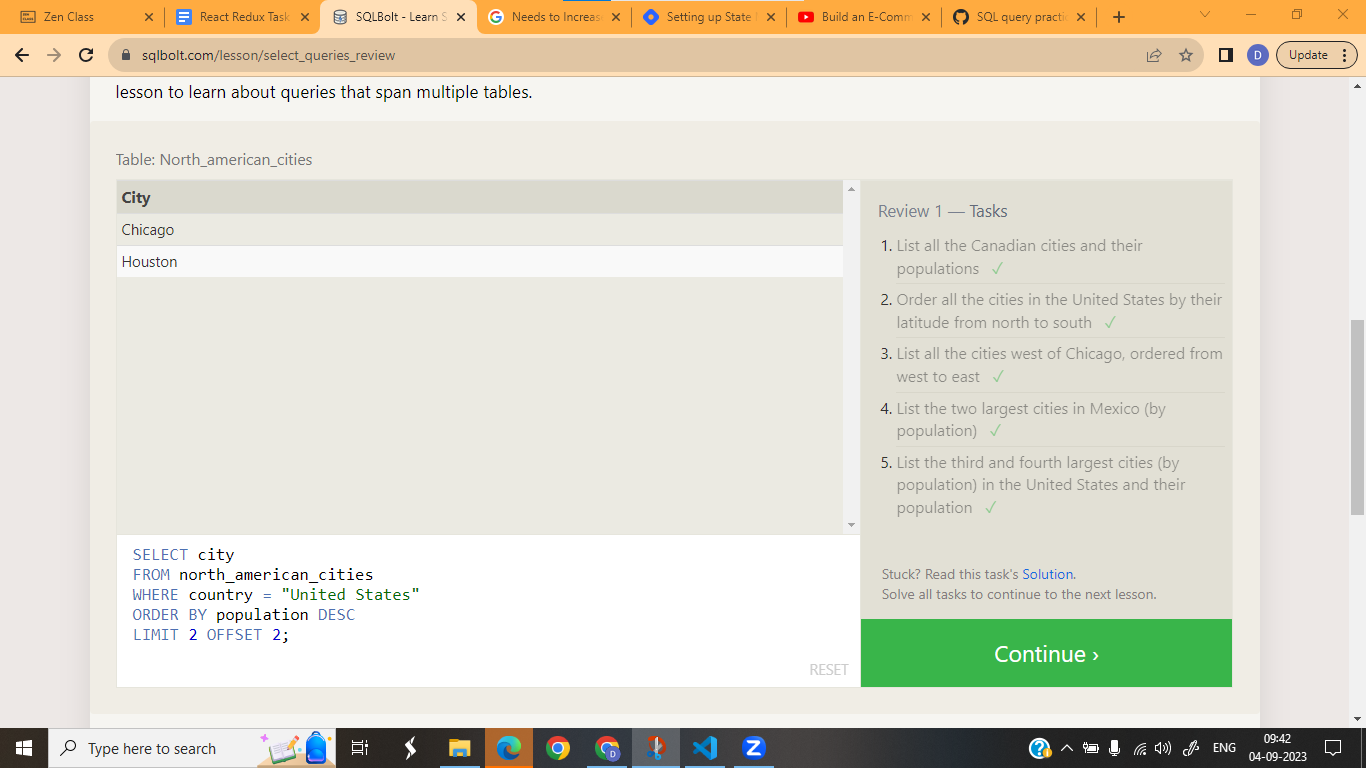 Zen Class
React Redux Task
SQLBolt - Learn S
Needs to Increas
Setting up State
Build an E-Comm
SQL query practi
sqlbolt.com/lesson/select_queries_review
D
Update
lesson to learn about queries that span multiple tables.
Table: North_american_cities
City
Chicago
Houston
Review 1 — Tasks
1. List all the Canadian cities and their
populations ✓
2. Order all the cities in the United States by their
latitude from north to south ✓
3. List all the cities west of Chicago, ordered from
west to east ✓
4. List the two largest cities in Mexico (by
population) ✓
5. List the third and fourth largest cities (by
population) in the United States and their
population ✓
Stuck? Read this task's Solution.
Solve all tasks to continue to the next lesson.
Continue ›
SELECT city
FROM north_american_cities
WHERE country = "United States"
ORDER BY population DESC
LIMIT 2 OFFSET 2;
RESET
Type here to search
ENG
09:42
04-09-2023